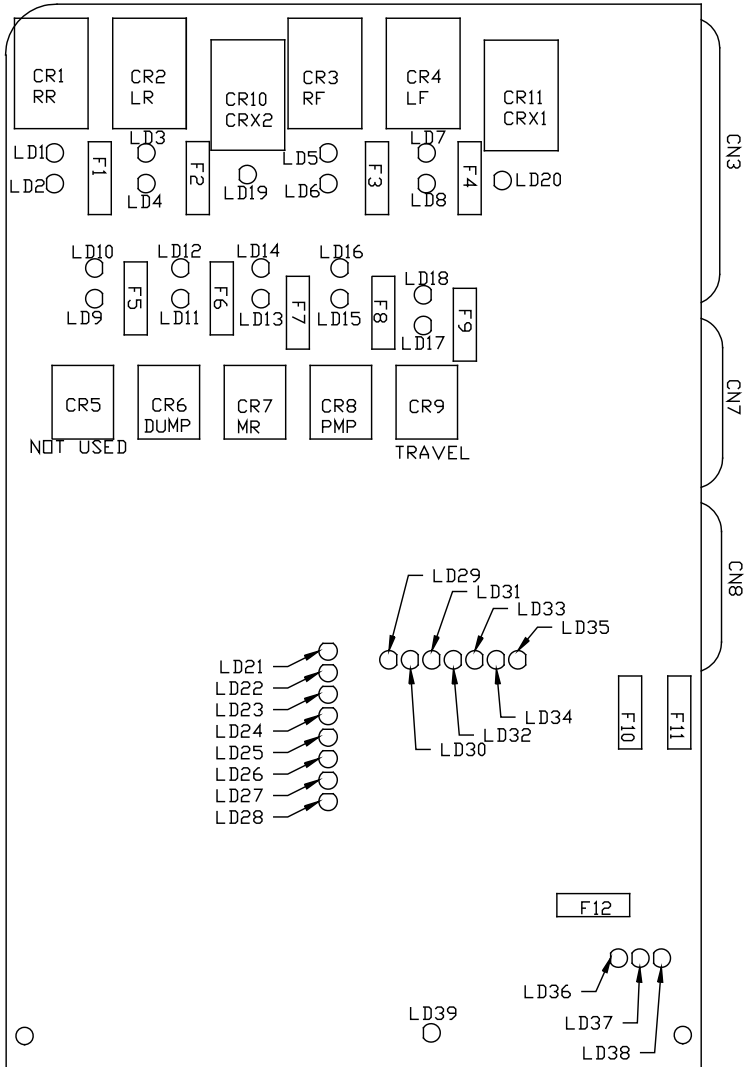 CR1
RR
CR2
LR
CR10
CRX2
CR3
RF
CR4
LF
CR11
CRX1
CN3
LD1
LD2
F1
LD3
LD4
F2
LD19
LD5
LD6
F3
LD7
LD8
F4
LD20
LD10
LD9
F5
LD12
LD11
F6
LD14
LD13
F7
LD16
LD15
F8
LD18
LD17
F9
CN7
CR5
NOT USED
CR6
DUMP
CR7
MR
CR8
PMP
CR9
TRAVEL
CN8
LD29
LD31
LD33
LD35
LD21
LD22
LD23
LD24
LD25
LD26
LD27
LD28
LD30
LD32
LD34
F10
F11
F12
LD36
LD37
LD38
LD39